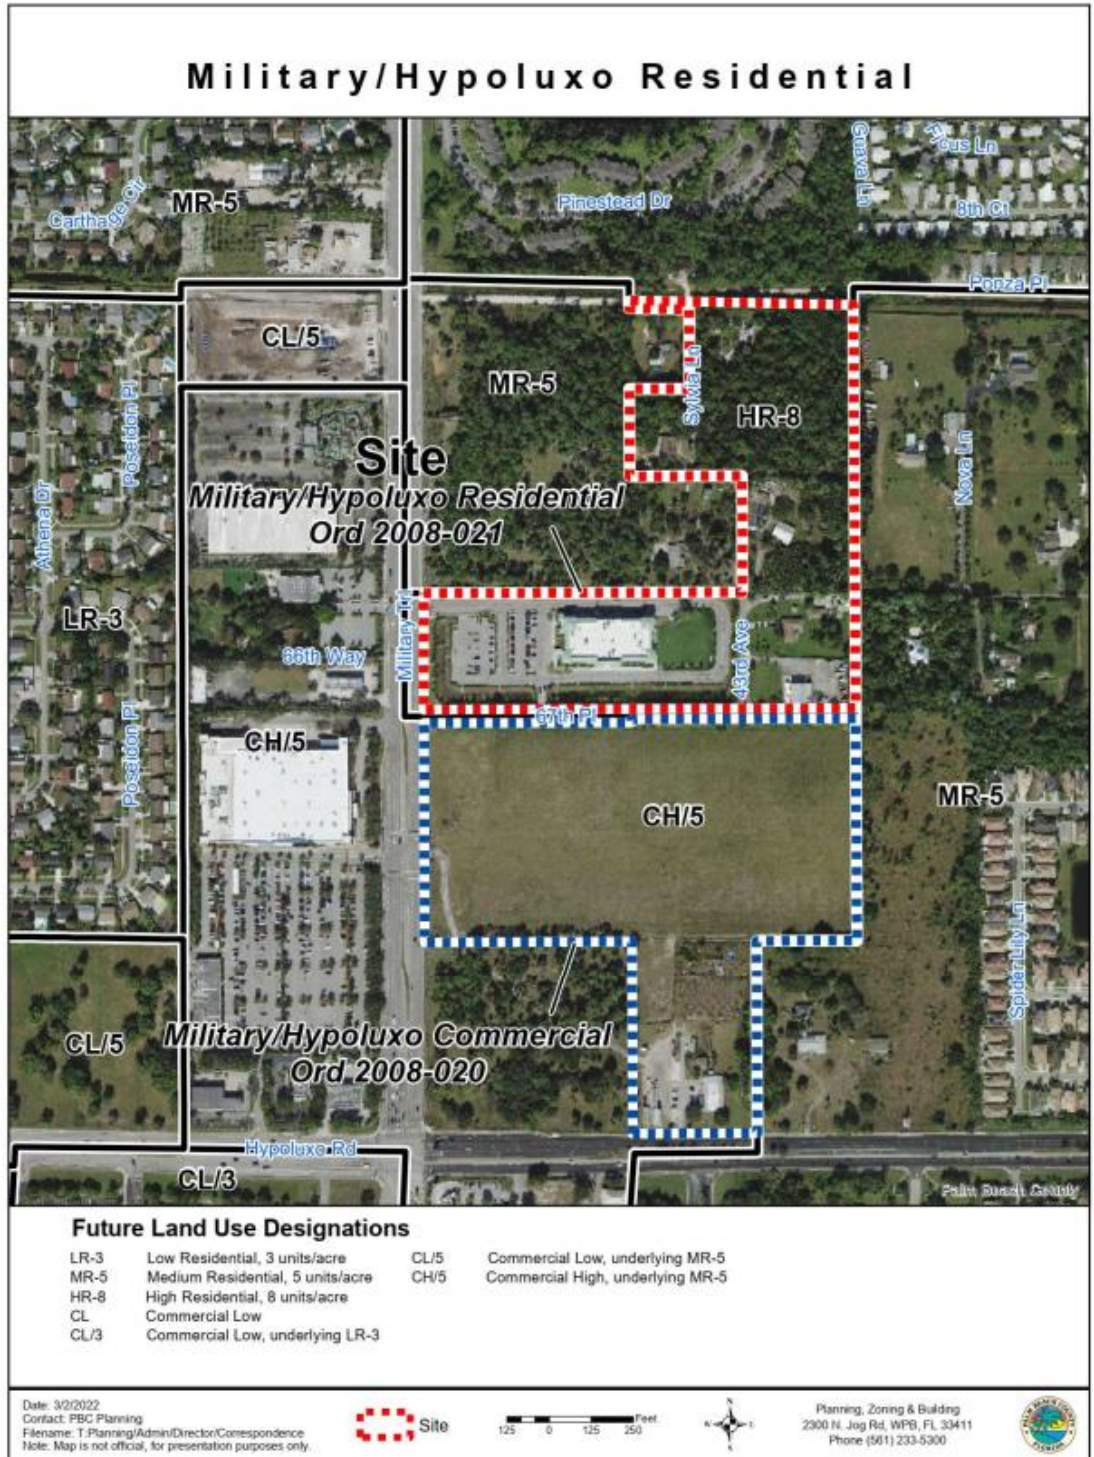 Military/Hypoluxo Residential
Carthage Cir
MR-5
Pinestead Dr
Guava Ln
Ficus Ln
8th Ct
Ponza Pl
CL/5
MR-5
Sylvia Ln
HR-8
Poseidon Pl
Athena Dr
Nova Ln
Site
Military/Hypoluxo Residential
Ord 2008-021
LR-3
66th Way
Military Trl
43rd Ave
67th Pl
Poseidon Pl
CH/5
CH/5
MR-5
Spider Lily Ln
CL/5
Military/Hypoluxo Commercial
Ord 2008-020
Hypoluxo Rd
CL/3
Palm Beach County
Future Land Use Designations
LR-3 Low Residential, 3 units/acre CL/5 Commercial Low, underlying MR-5
MR-5 Medium Residential, 5 units/acre CH/5 Commercial High, underlying MR-5
HR-8 High Residential, 8 units/acre
CL Commercial Low
CL/3 Commercial Low, underlying LR-3
Date: 3/2/2022
Contact: PBC Planning
Filename: T:Planning/Admin/Director/Correspondence
Note: Map is not official, for presentation purposes only.
Site
Feet
125 0 125 250
N
W E
S
Planning, Zoning & Building
2300 N. Jog Rd, WPB, FL 33411
Phone (561) 233-5300
PALM BEACH COUNTY
FLORIDA